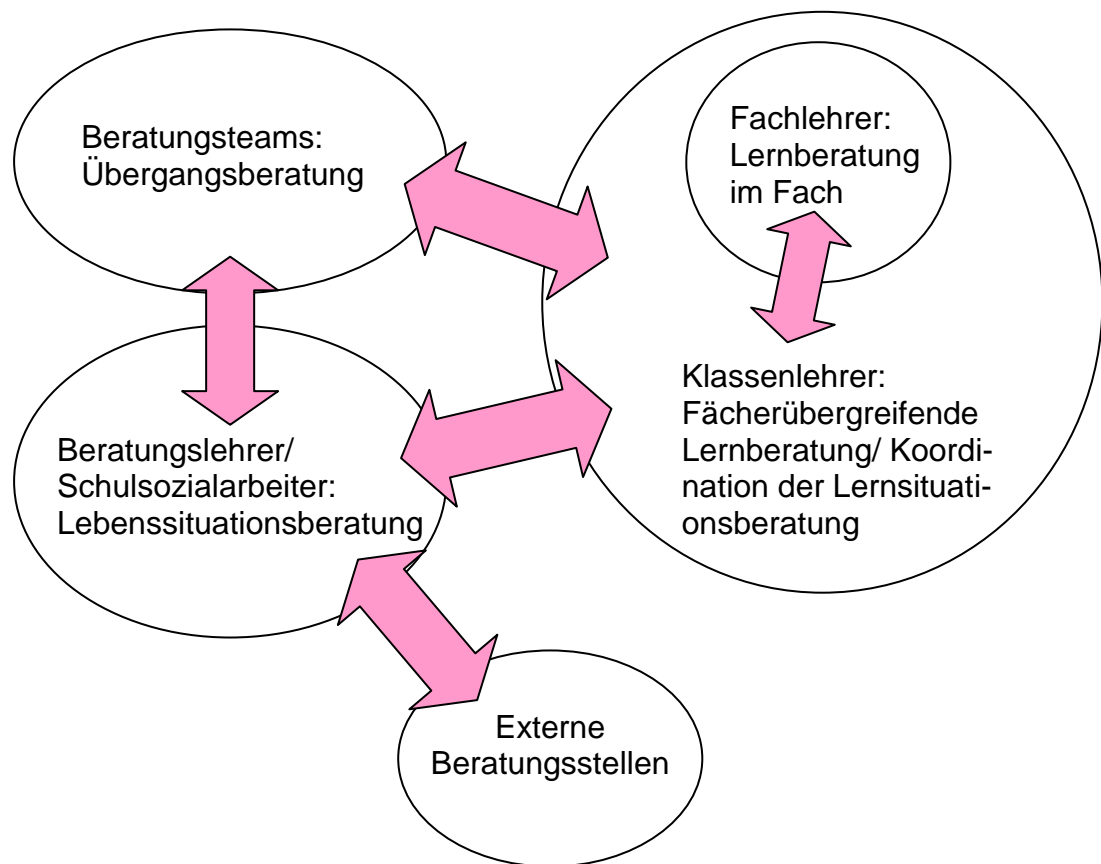 Beratungsteams:
Übergangsberatung
Fachlehrer:
Lernberatung
im Fach
Klassenlehrer:
Fächerübergreifende
Lernberatung/ Koordi-
nation der Lernsituati-
onsberatung
Beratungslehrer/
Schulsozialarbeiter:
Lebenssituationsberatung
Externe
Beratungsstellen